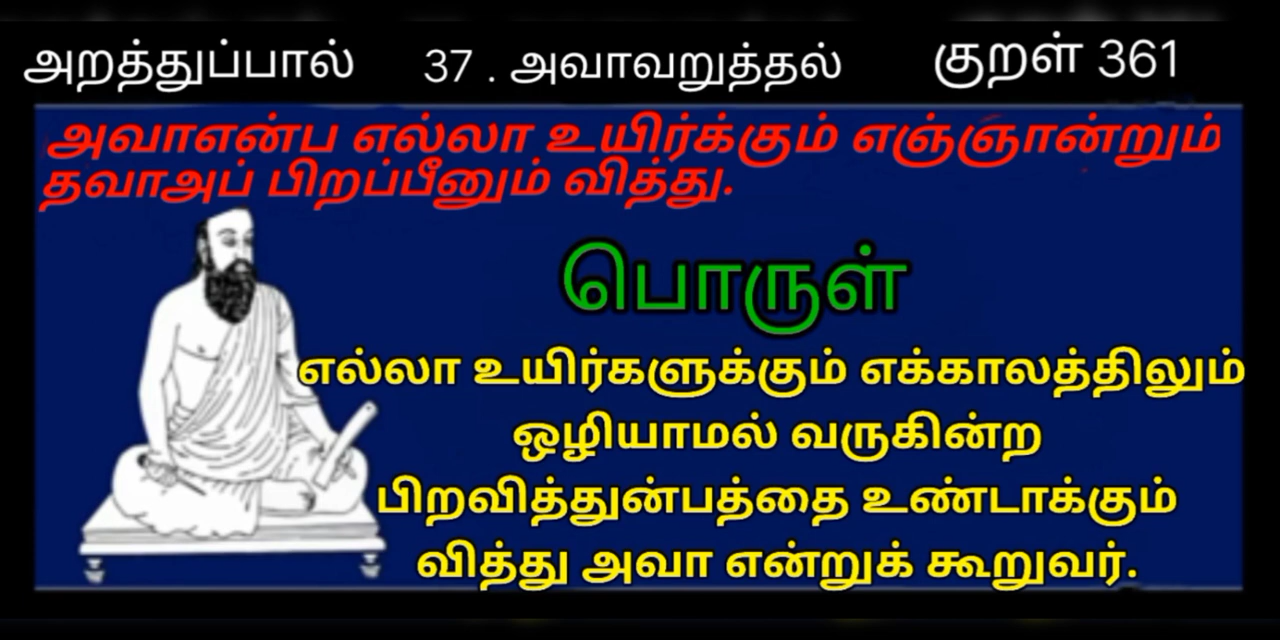 அறத்துப்பால் 37 . அவாவறுத்தல் குறள் 361
அவாஎன்ப எல்லா உயிர்க்கும் எஞ்ஞான்றும்
தவாஅப் பிறப்பீனும் வித்து.
பொருள்
எல்லா உயிர்களுக்கும் எக்காலத்திலும்
ஒழியாமல் வருகின்ற
பிறவித்துன்பத்தை உண்டாக்கும்
வித்து அவா என்றுக் கூறுவர்.